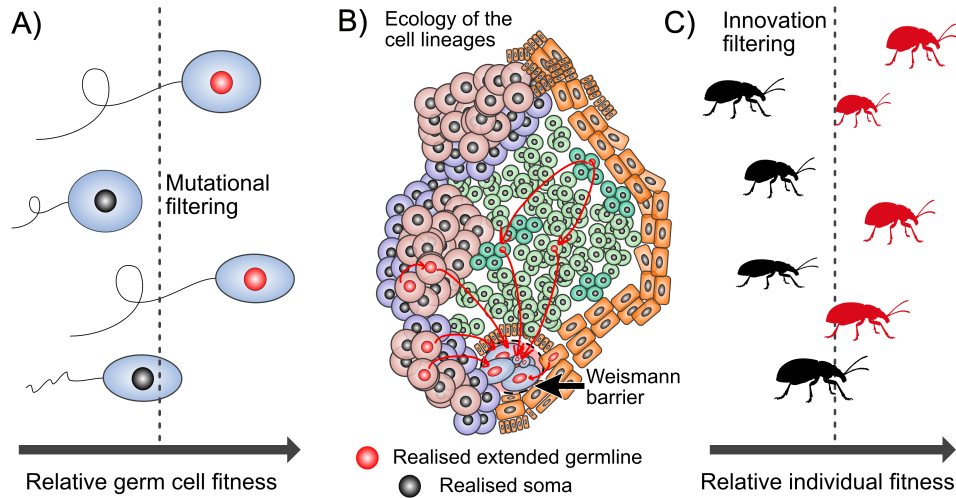 A)
Mutational
filtering
Relative germ cell fitness
B)
Ecology of the
cell lineages
Weismann
barrier
Realised extended germline
Realised soma
C)
Innovation
filtering
Relative individual fitness